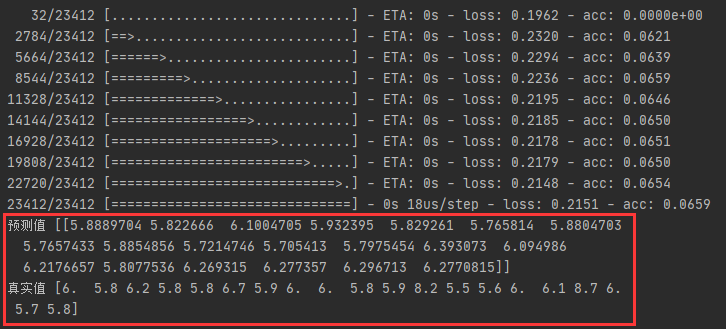 32/23412 [..............................] - ETA: 0s - loss: 0.1962 - acc: 0.0000e+00
2784/23412 [==>...........................] - ETA: 0s - loss: 0.2320 - acc: 0.0621
5664/23412 [======>.......................] - ETA: 0s - loss: 0.2294 - acc: 0.0639
8544/23412 [=========>....................] - ETA: 0s - loss: 0.2236 - acc: 0.0659
11328/23412 [=============>................] - ETA: 0s - loss: 0.2195 - acc: 0.0646
14144/23412 [=================>............] - ETA: 0s - loss: 0.2185 - acc: 0.0650
16928/23412 [====================>.........] - ETA: 0s - loss: 0.2178 - acc: 0.0651
19808/23412 [========================>.....] - ETA: 0s - loss: 0.2179 - acc: 0.0650
22720/23412 [============================>.] - ETA: 0s - loss: 0.2148 - acc: 0.0654
23412/23412 [==============================] - 0s 18us/step - loss: 0.2151 - acc: 0.0659
预测值 [[5.8889704 5.822666  6.1004705 5.932395  5.829261  5.765814  5.8804703
5.7657433 5.8854856 5.7214746 5.705413  5.7975454 6.393073  6.094986
6.2176657 5.8077536 6.269315  6.277357  6.296713  6.2770815]]
真实值 [6.  5.8 6.2 5.8 5.8 6.7 5.9 6.  6.  5.8 5.9 8.2 5.5 5.6 6.  6.1 8.7 6.
5.7 5.8]